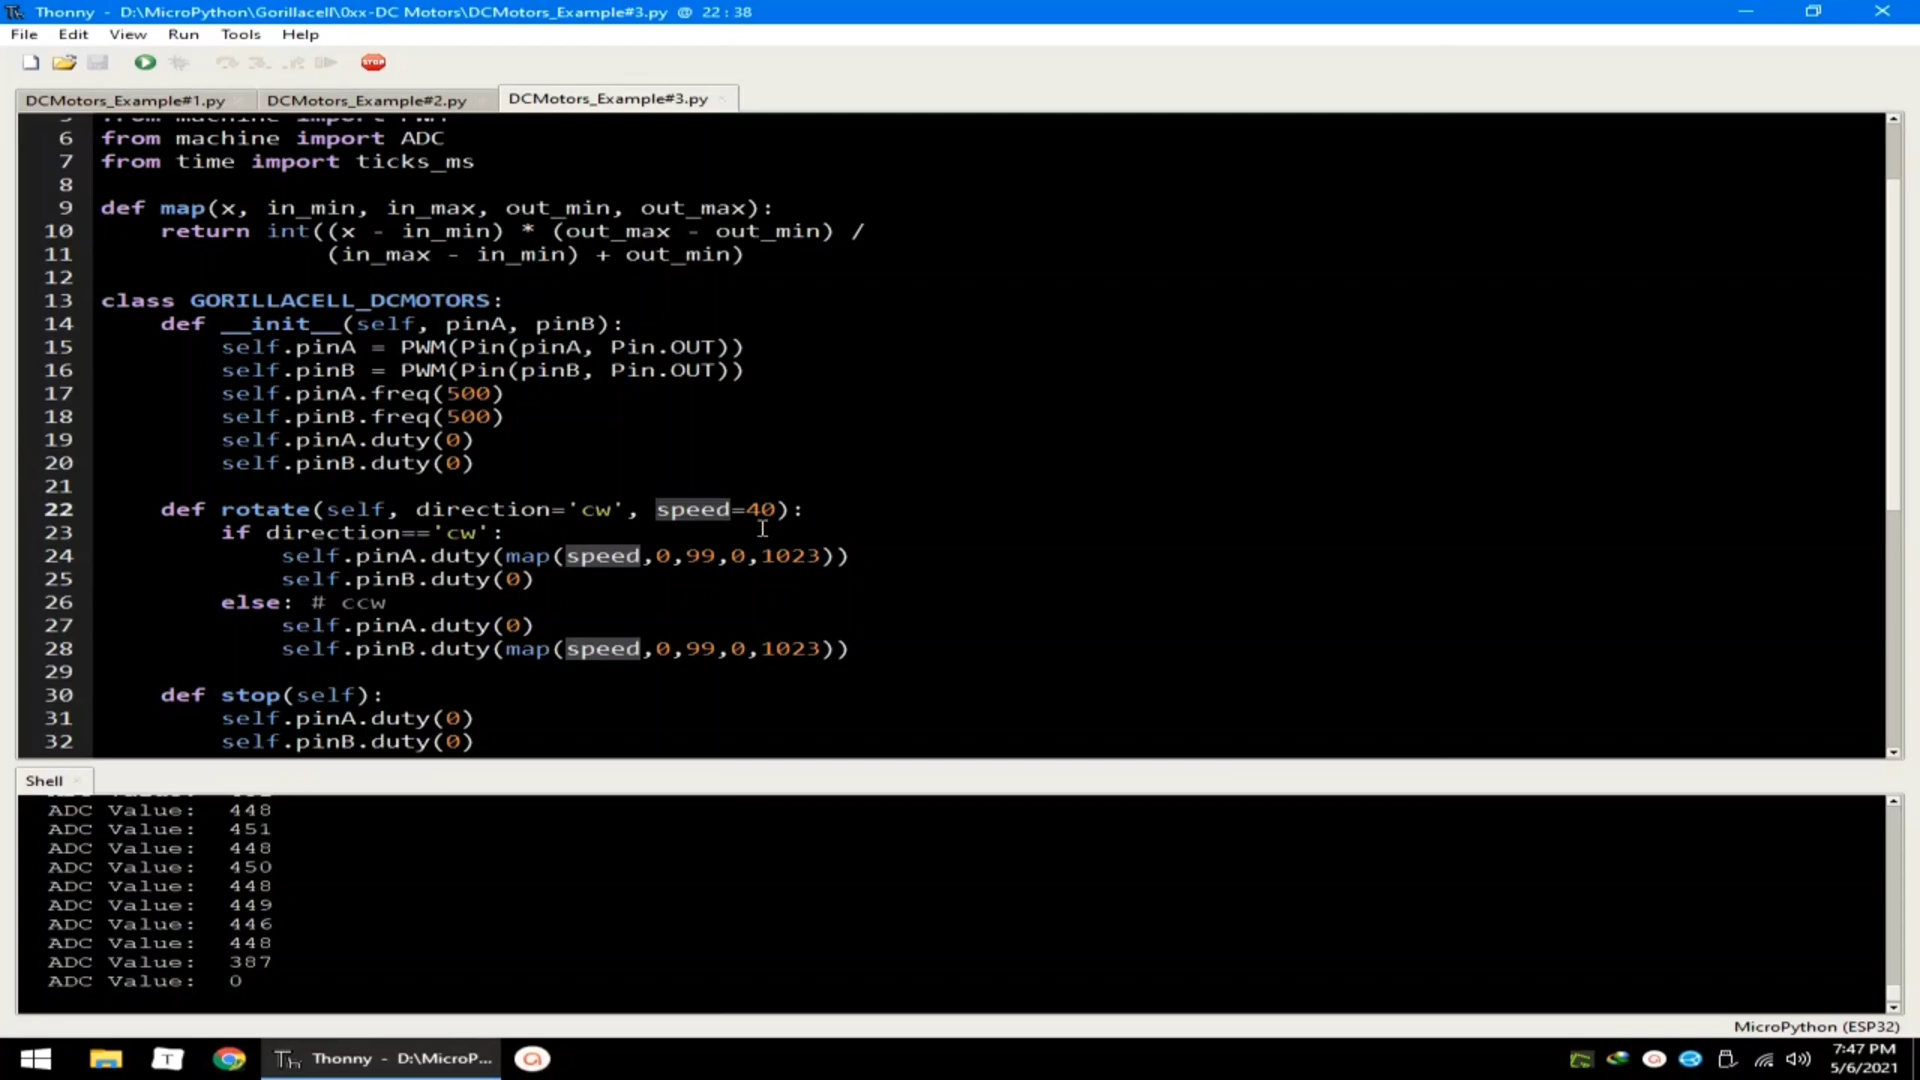 Thonny - D:\MicroPython\Gorillacell\0xx-DC Motors\DCMotors_Example#3.py @ 22 : 38
File Edit View Run Tools Help
STOP
DCMotors_Example#1.py DCMotors_Example#2.py DCMotors_Example#3.py
5 from machine import PWM
6 from machine import ADC
7 from time import ticks_ms
8
9 def map(x, in_min, in_max, out_min, out_max):
10 return int((x - in_min) * (out_max - out_min) /
11 (in_max - in_min) + out_min)
12
13 class GORILLACELL_DCMOTORS:
14 def __init__(self, pinA, pinB):
15 self.pinA = PWM(Pin(pinA, Pin.OUT))
16 self.pinB = PWM(Pin(pinB, Pin.OUT))
17 self.pinA.freq(500)
18 self.pinB.freq(500)
19 self.pinA.duty(0)
20 self.pinB.duty(0)
21
22 def rotate(self, direction='cw', speed=40):
23 if direction=='cw':
24 self.pinA.duty(map(speed,0,99,0,1023))
25 self.pinB.duty(0)
26 else: # ccw
27 self.pinA.duty(0)
28 self.pinB.duty(map(speed,0,99,0,1023))
29
30 def stop(self):
31 self.pinA.duty(0)
32 self.pinB.duty(0)
Shell
ADC Value: 448
ADC Value: 451
ADC Value: 448
ADC Value: 450
ADC Value: 448
ADC Value: 449
ADC Value: 446
ADC Value: 448
ADC Value: 387
ADC Value: 0
MicroPython (ESP32)
T Thonny - D:\MicroP...
7:47 PM
5/6/2021